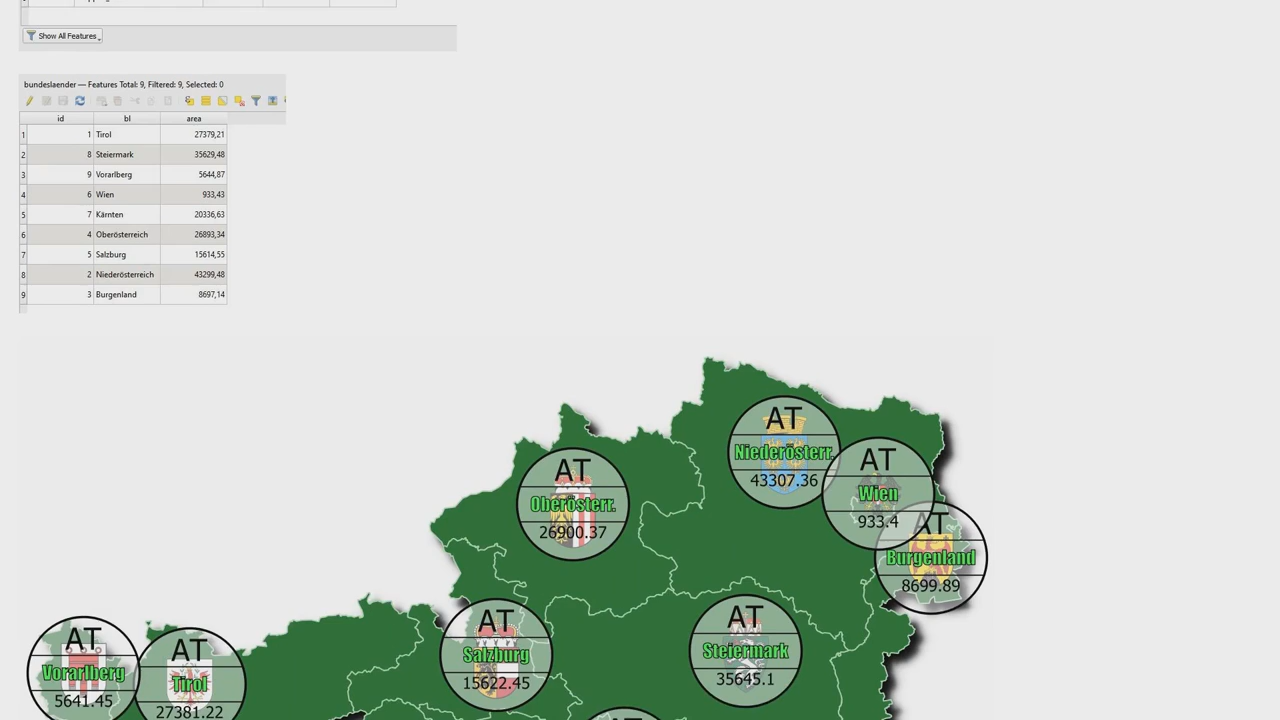 Show All Features
bundeslaender — Features Total: 9, Filtered: 9, Selected: 0
id bl area
1 1 Tirol 27379,21
2 8 Steiermark 35629,48
3 9 Vorarlberg 5644,87
4 6 Wien 933,43
5 7 Kärnten 20336,63
6 4 Oberösterreich 26893,34
7 5 Salzburg 15614,55
8 2 Niederösterreich 43299,48
9 3 Burgenland 8697,14
AT
Niederösterr.
43307.36
AT
Oberösterr.
26900.37
AT
Wien
933.4
AT
Burgenland
8699.89
AT
Salzburg
15622.45
AT
Steiermark
35645.1
AT
Vorarlberg
5641.45
AT
Tirol
27381.22